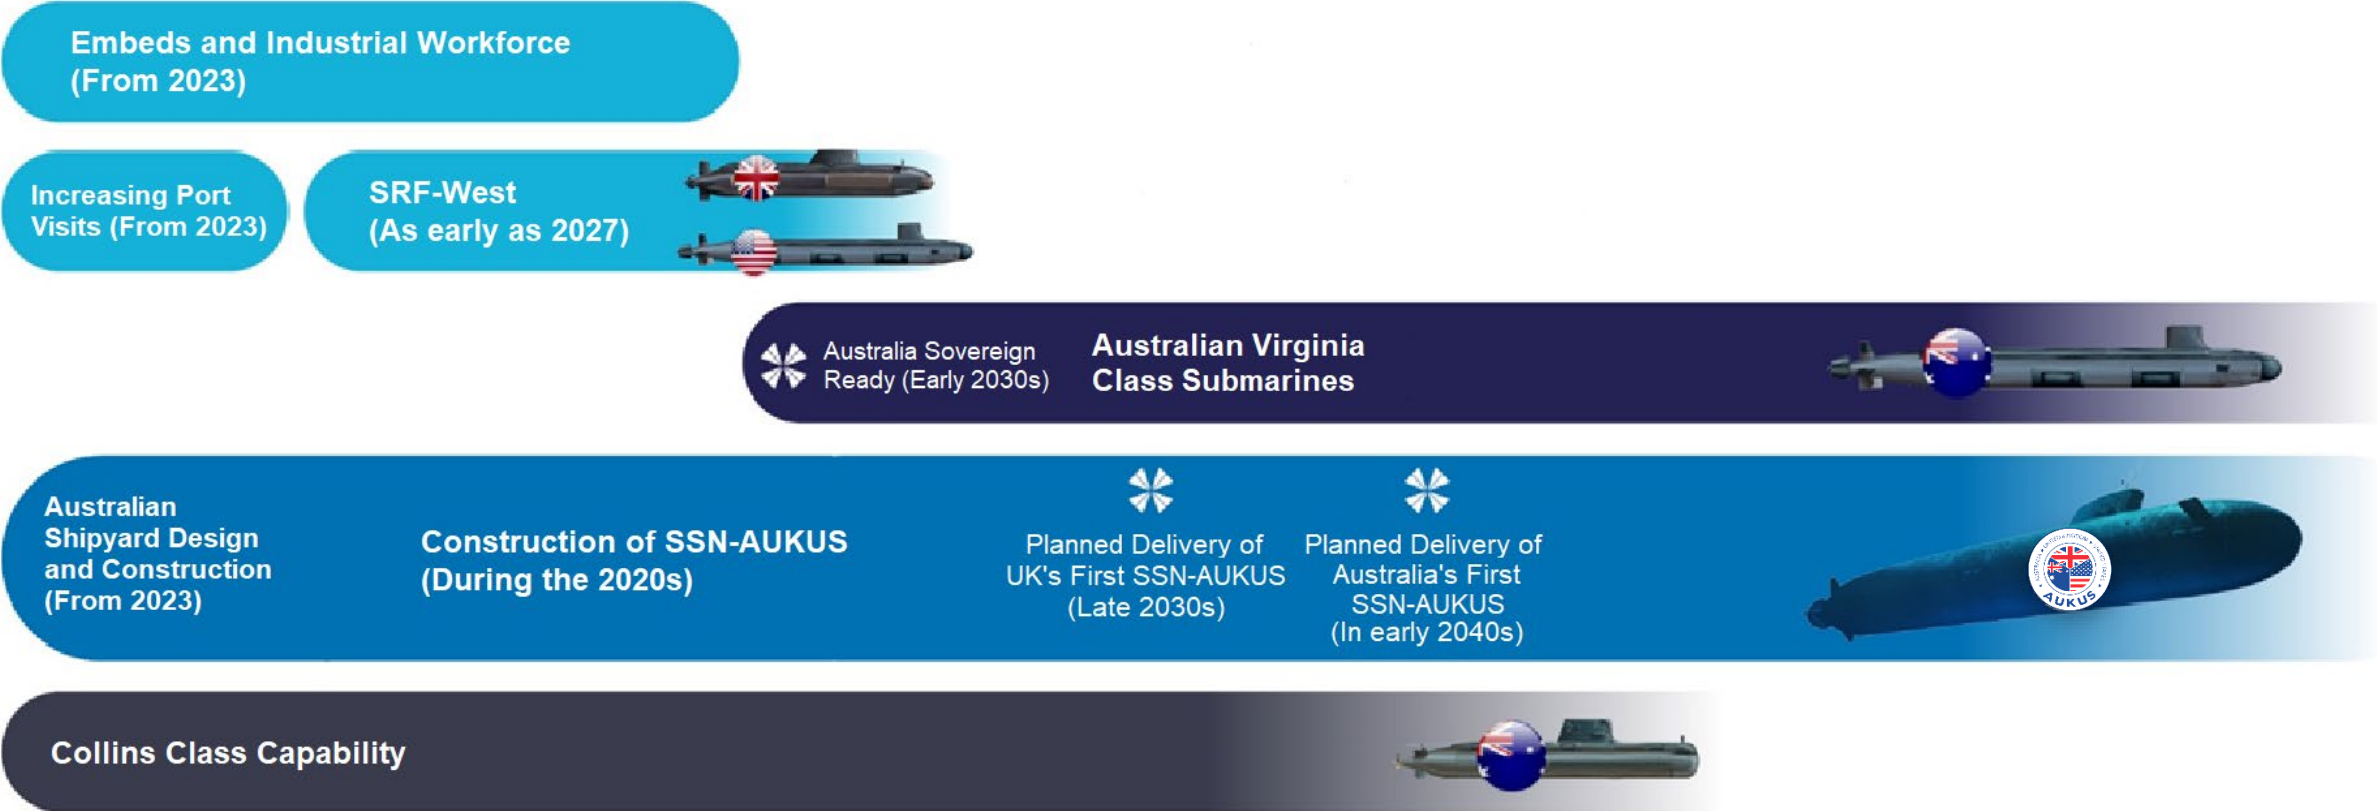 Embeds and Industrial Workforce
(From 2023)
Increasing Port
Visits (From 2023)
SRF-West
(As early as 2027)
Australia Sovereign
Ready (Early 2030s)
Australian Virginia
Class Submarines
Australian
Shipyard Design
and Construction
(From 2023)
Construction of SSN-AUKUS
(During the 2020s)
Planned Delivery of
UK's First SSN-AUKUS
(Late 2030s)
Planned Delivery of
Australia's First
SSN-AUKUS
(In early 2040s)
AUKUS
Collins Class Capability